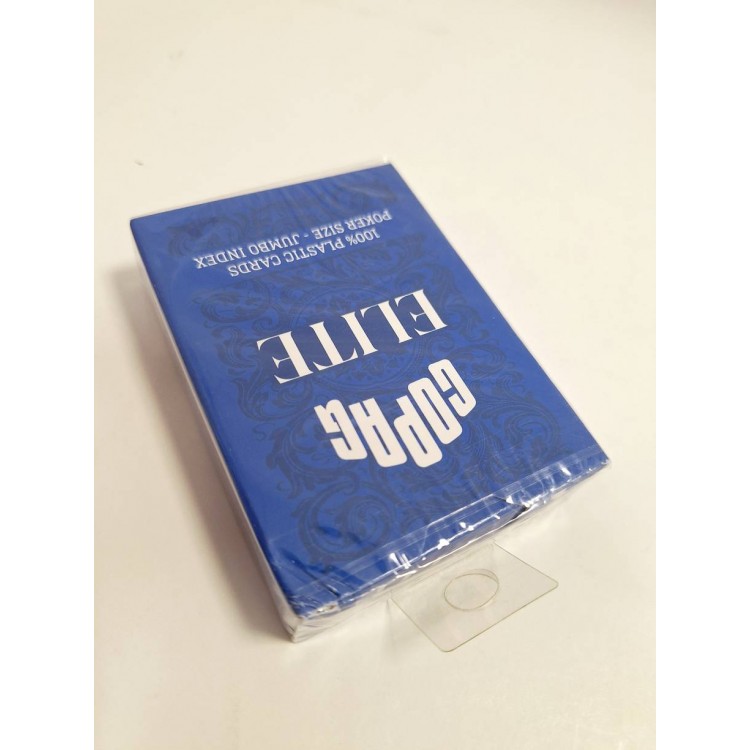 COPAG
ELITE
100% PLASTIC CARDS
POKER SIZE - JUMBO INDEX